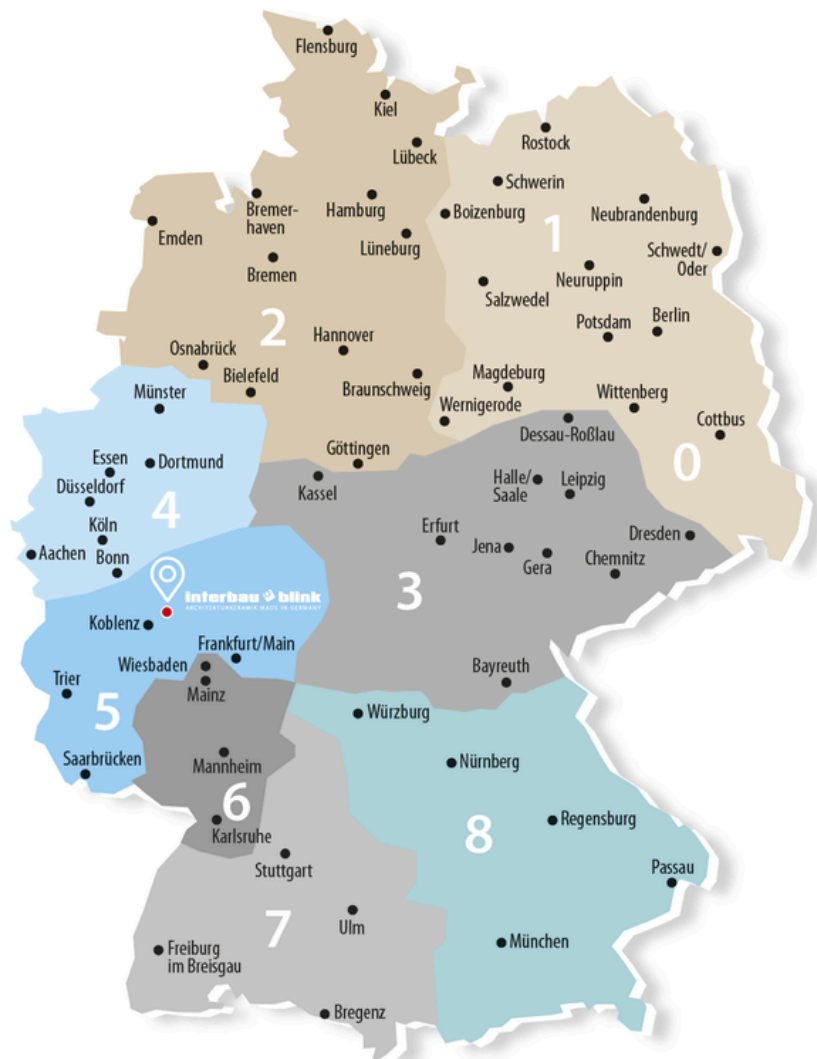 Flensburg
Kiel
Rostock
Lübeck
Schwerin
Bremer-
haven
Hamburg
Boizenburg
Neubrandenburg
Emden
Lüneburg
1
Schwedt/
Oder
Bremen
Neuruppin
Salzwedel
Potsdam
Berlin
2
Hannover
Osnabrück
Bielefeld
Braunschweig
Magdeburg
Wittenberg
Münster
Wernigerode
Dessau-Roßlau
Cottbus
Göttingen
0
Essen
Dortmund
Kassel
Halle/
Saale
Leipzig
Düsseldorf
4
Köln
Erfurt
Dresden
Aachen
Bonn
Jena
Gera
Chemnitz
3
interbau blink
ARCHITEKTURKERAMIK MADE IN GERMANY
Koblenz
Frankfurt/Main
Wiesbaden
Bayreuth
Trier
Mainz
5
Würzburg
Saarbrücken
Mannheim
Nürnberg
6
Karlsruhe
8
Regensburg
Stuttgart
Passau
7
Ulm
Freiburg
im Breisgau
München
Bregenz